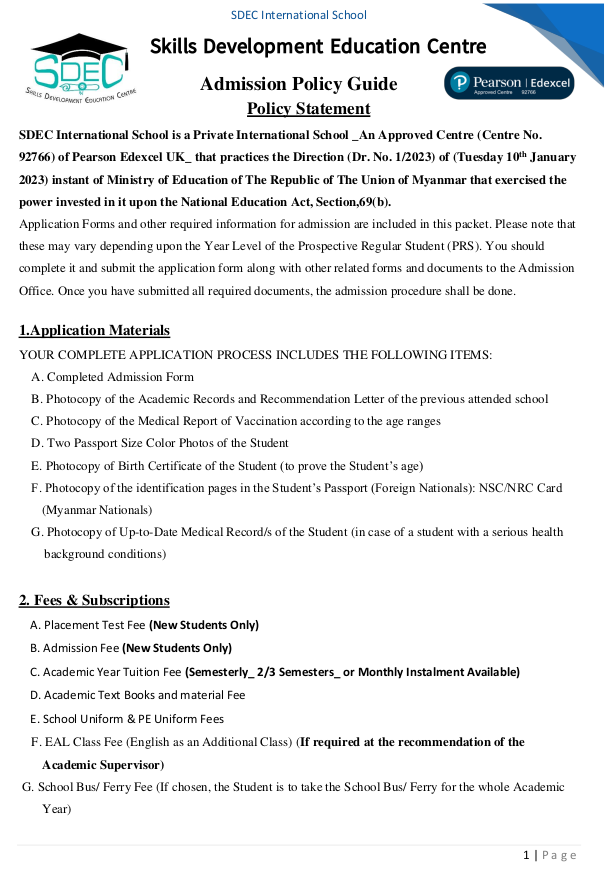 SDEC International School
SDEC
SKILLS DEVELOPMENT EDUCATION CENTRE
Skills Development Education Centre
Admission Policy Guide
Pearson | Edexcel
Approved Centre 92766
Policy Statement
SDEC International School is a Private International School _An Approved Centre (Centre No.
92766) of Pearson Edexcel UK_ that practices the Direction (Dr. No. 1/2023) of (Tuesday 10th January
2023) instant of Ministry of Education of The Republic of The Union of Myanmar that exercised the
power invested in it upon the National Education Act, Section,69(b).
Application Forms and other required information for admission are included in this packet. Please note that
these may vary depending upon the Year Level of the Prospective Regular Student (PRS). You should
complete it and submit the application form along with other related forms and documents to the Admission
Office. Once you have submitted all required documents, the admission procedure shall be done.
1.Application Materials
YOUR COMPLETE APPLICATION PROCESS INCLUDES THE FOLLOWING ITEMS:
A. Completed Admission Form
B. Photocopy of the Academic Records and Recommendation Letter of the previous attended school
C. Photocopy of the Medical Report of Vaccination according to the age ranges
D. Two Passport Size Color Photos of the Student
E. Photocopy of Birth Certificate of the Student (to prove the Student's age)
F. Photocopy of the identification pages in the Student's Passport (Foreign Nationals): NSC/NRC Card
(Myanmar Nationals)
G. Photocopy of Up-to-Date Medical Record/s of the Student (in case of a student with a serious health
background conditions)
2. Fees & Subscriptions
A. Placement Test Fee (New Students Only)
B. Admission Fee (New Students Only)
C. Academic Year Tuition Fee (Semesterly_ 2/3 Semesters_ or Monthly Instalment Available)
D. Academic Text Books and material Fee
E. School Uniform & PE Uniform Fees
F. EAL Class Fee (English as an Additional Class) (If required at the recommendation of the
Academic Supervisor)
G. School Bus/ Ferry Fee (If chosen, the Student is to take the School Bus/ Ferry for the whole Academic
Year)
1 | Page